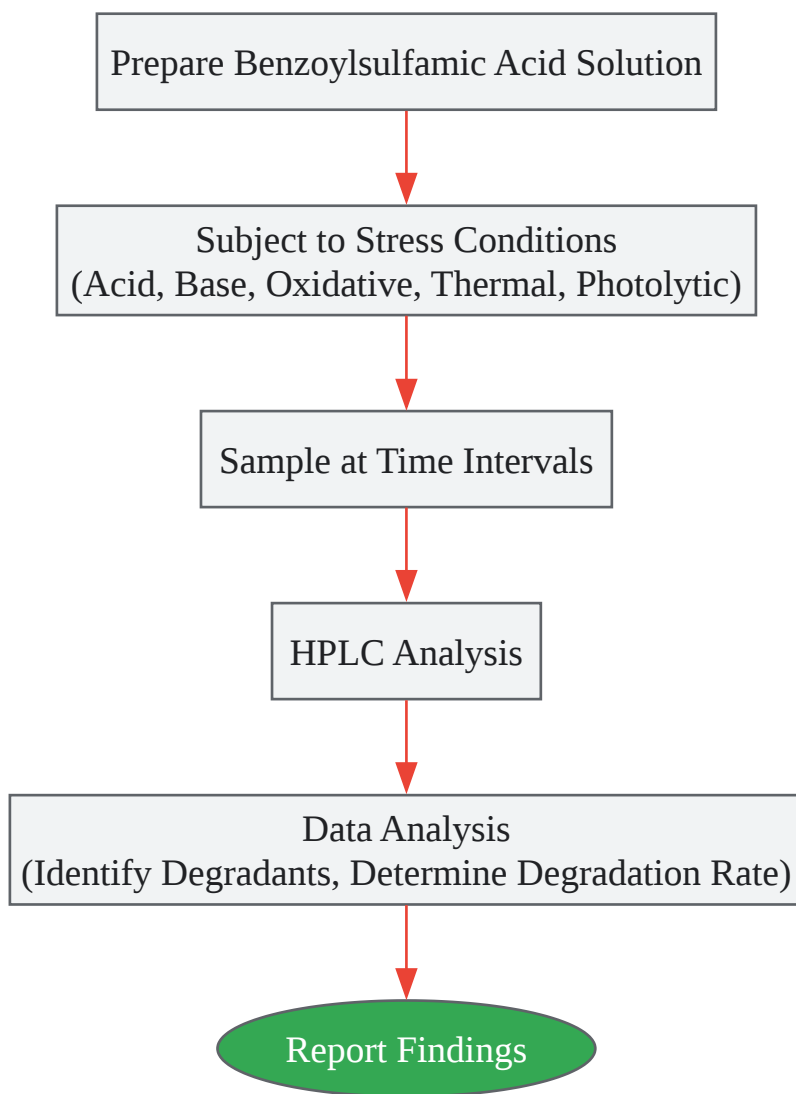 Prepare Benzoylsulfamic Acid Solution
Subject to Stress Conditions
(Acid, Base, Oxidative, Thermal, Photolytic)
Sample at Time Intervals
HPLC Analysis
Data Analysis
(Identify Degradants, Determine Degradation Rate)
Report Findings